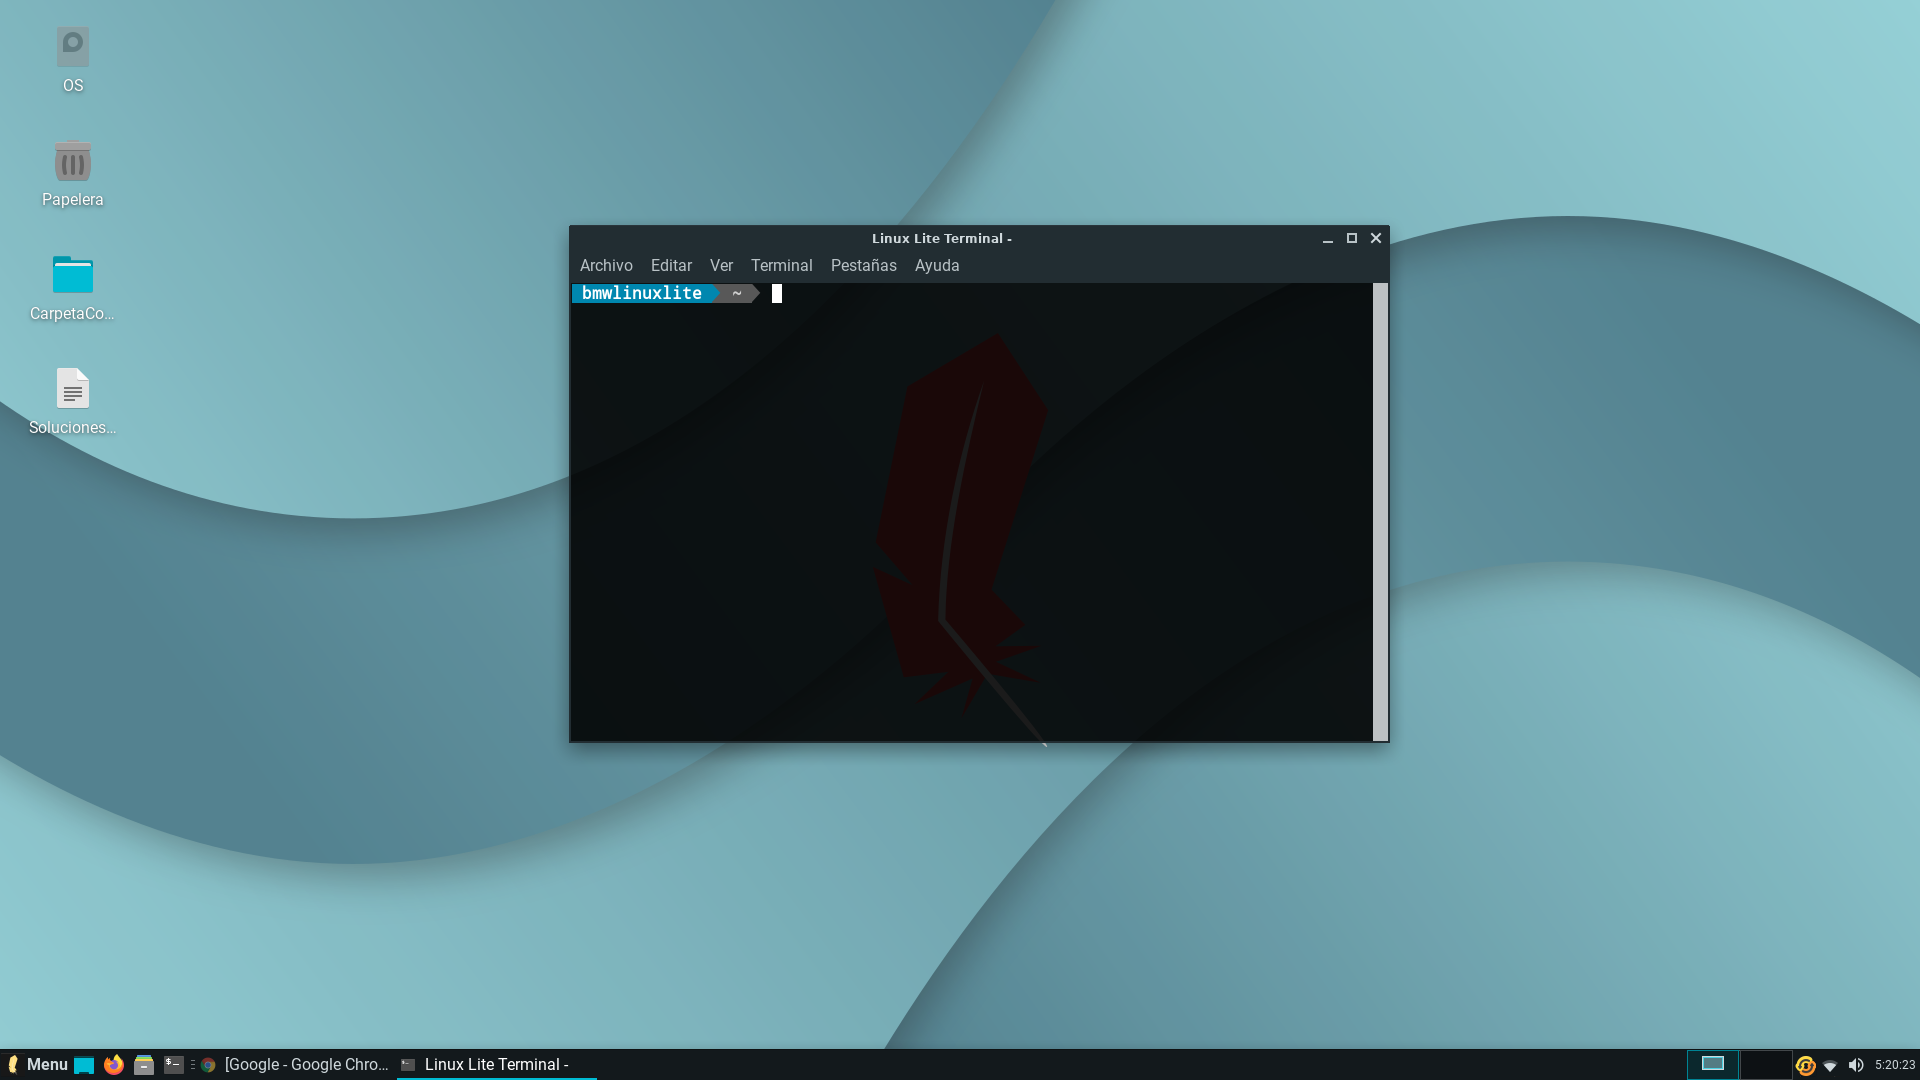 OS
Papelera
CarpetaCo...
Soluciones...
Linux Lite Terminal -
Archivo Editar Ver Terminal Pestañas Ayuda
bmwlinuxlite ~
Menu
$-
[Google - Google Chro...
Linux Lite Terminal -
5:20:23